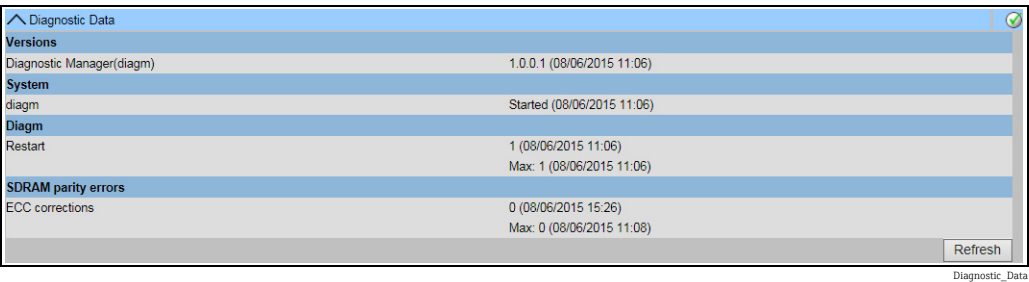 Diagnostic Data
Versions
Diagnostic Manager(diagm) 1.0.0.1 (08/06/2015 11:06)
System
diagm Started (08/06/2015 11:06)
Diagm
Restart 1 (08/06/2015 11:06)
Max: 1 (08/06/2015 11:06)
SDRAM parity errors
ECC corrections 0 (08/06/2015 15:26)
Max: 0 (08/06/2015 11:08)
Refresh
Diagnostic_Data